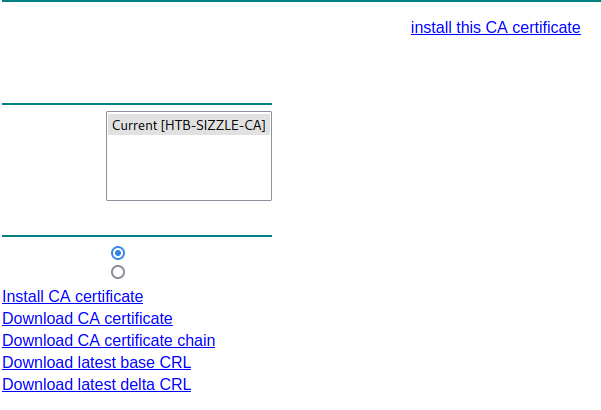 install this CA certificate
Current [HTB-SIZZLE-CA]
Install CA certificate
Download CA certificate
Download CA certificate chain
Download latest base CRL
Download latest delta CRL